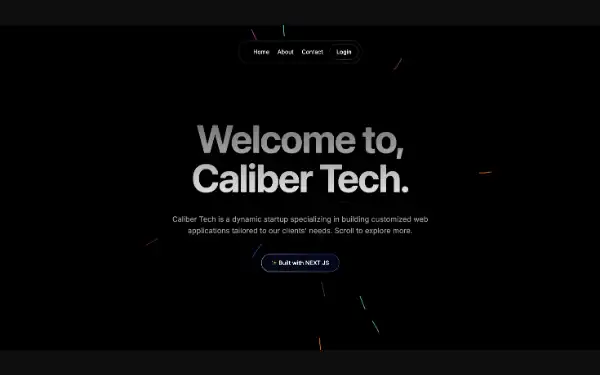 Home About Contact Login
Welcome to,
Caliber Tech.
Caliber Tech is a dynamic startup specializing in building customized web
applications tailored to our clients' needs. Scroll to explore more.
✨ Built with NEXT JS